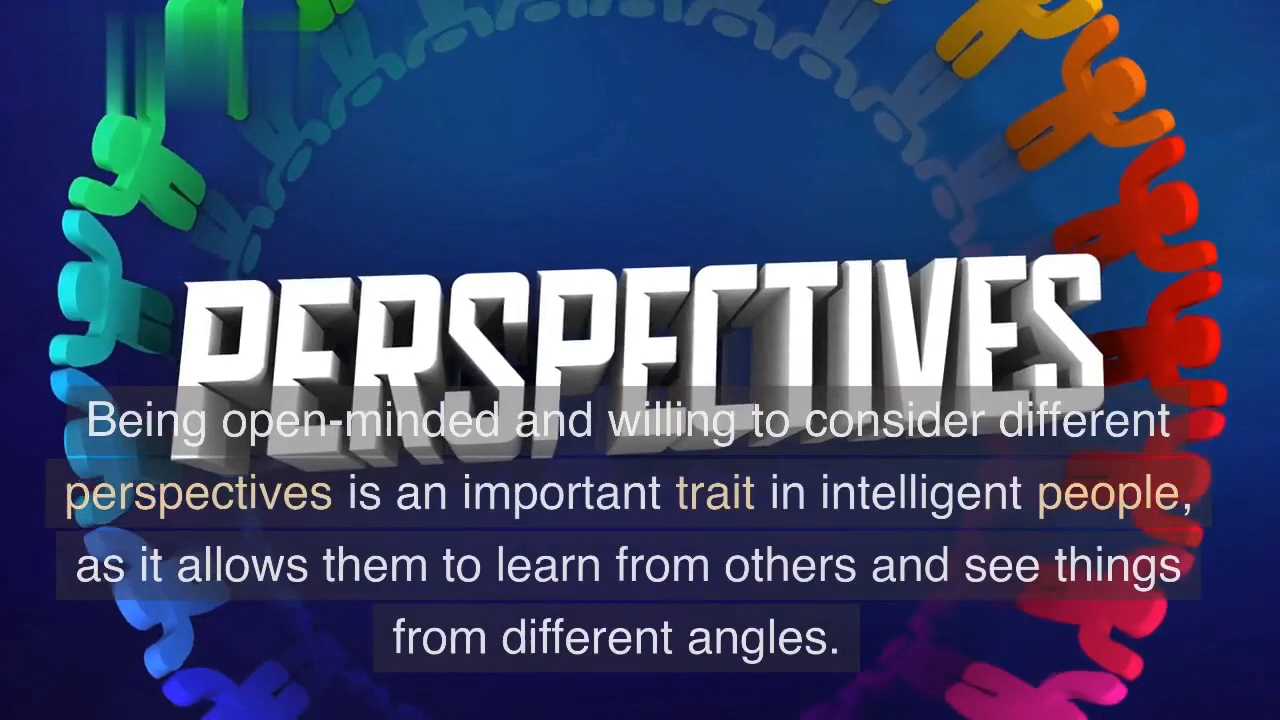 PERSPECTIVES
Being open-minded and willing to consider different
perspectives is an important trait in intelligent people,
as it allows them to learn from others and see things
from different angles.